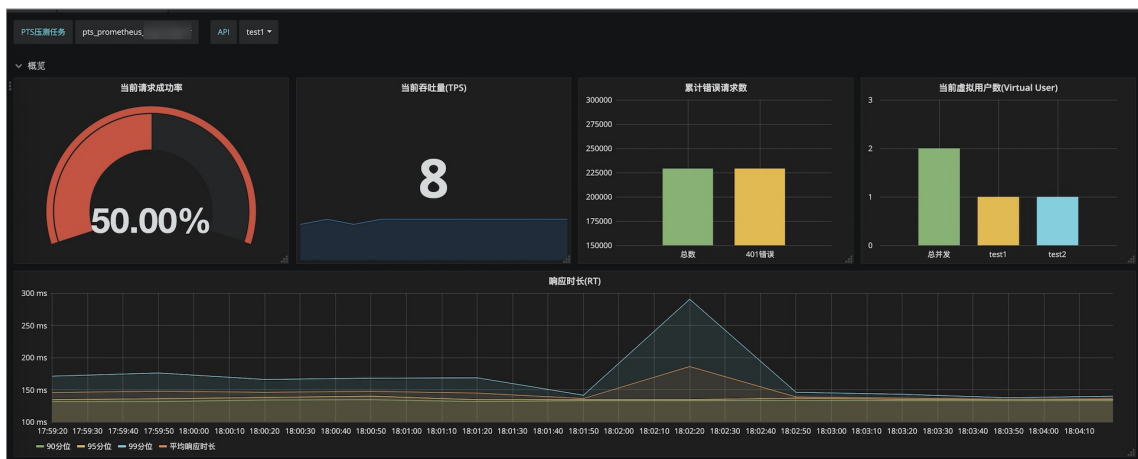 PTS压测任务 pts_prometheus_ API test1
概览
当前请求成功率
50.00%
当前吞吐量(TPS)
8
累计错误请求数
300000
275000
250000
225000
200000
175000
150000
总数 401错误
当前虚拟用户数(Virtual User)
3
2
1
0
总并发 test1 test2
响应时长(RT)
300 ms
250 ms
200 ms
150 ms
100 ms
17:59:20 17:59:30 17:59:40 17:59:50 18:00:00 18:00:10 18:00:20 18:00:30 18:00:40 18:00:50 18:01:00 18:01:10 18:01:20 18:01:30 18:01:40 18:01:50 18:02:00 18:02:10 18:02:20 18:02:30 18:02:40 18:02:50 18:03:00 18:03:10 18:03:20 18:03:30 18:03:40 18:03:50 18:04:00 18:04:10
90分位 95分位 99分位 平均响应时长